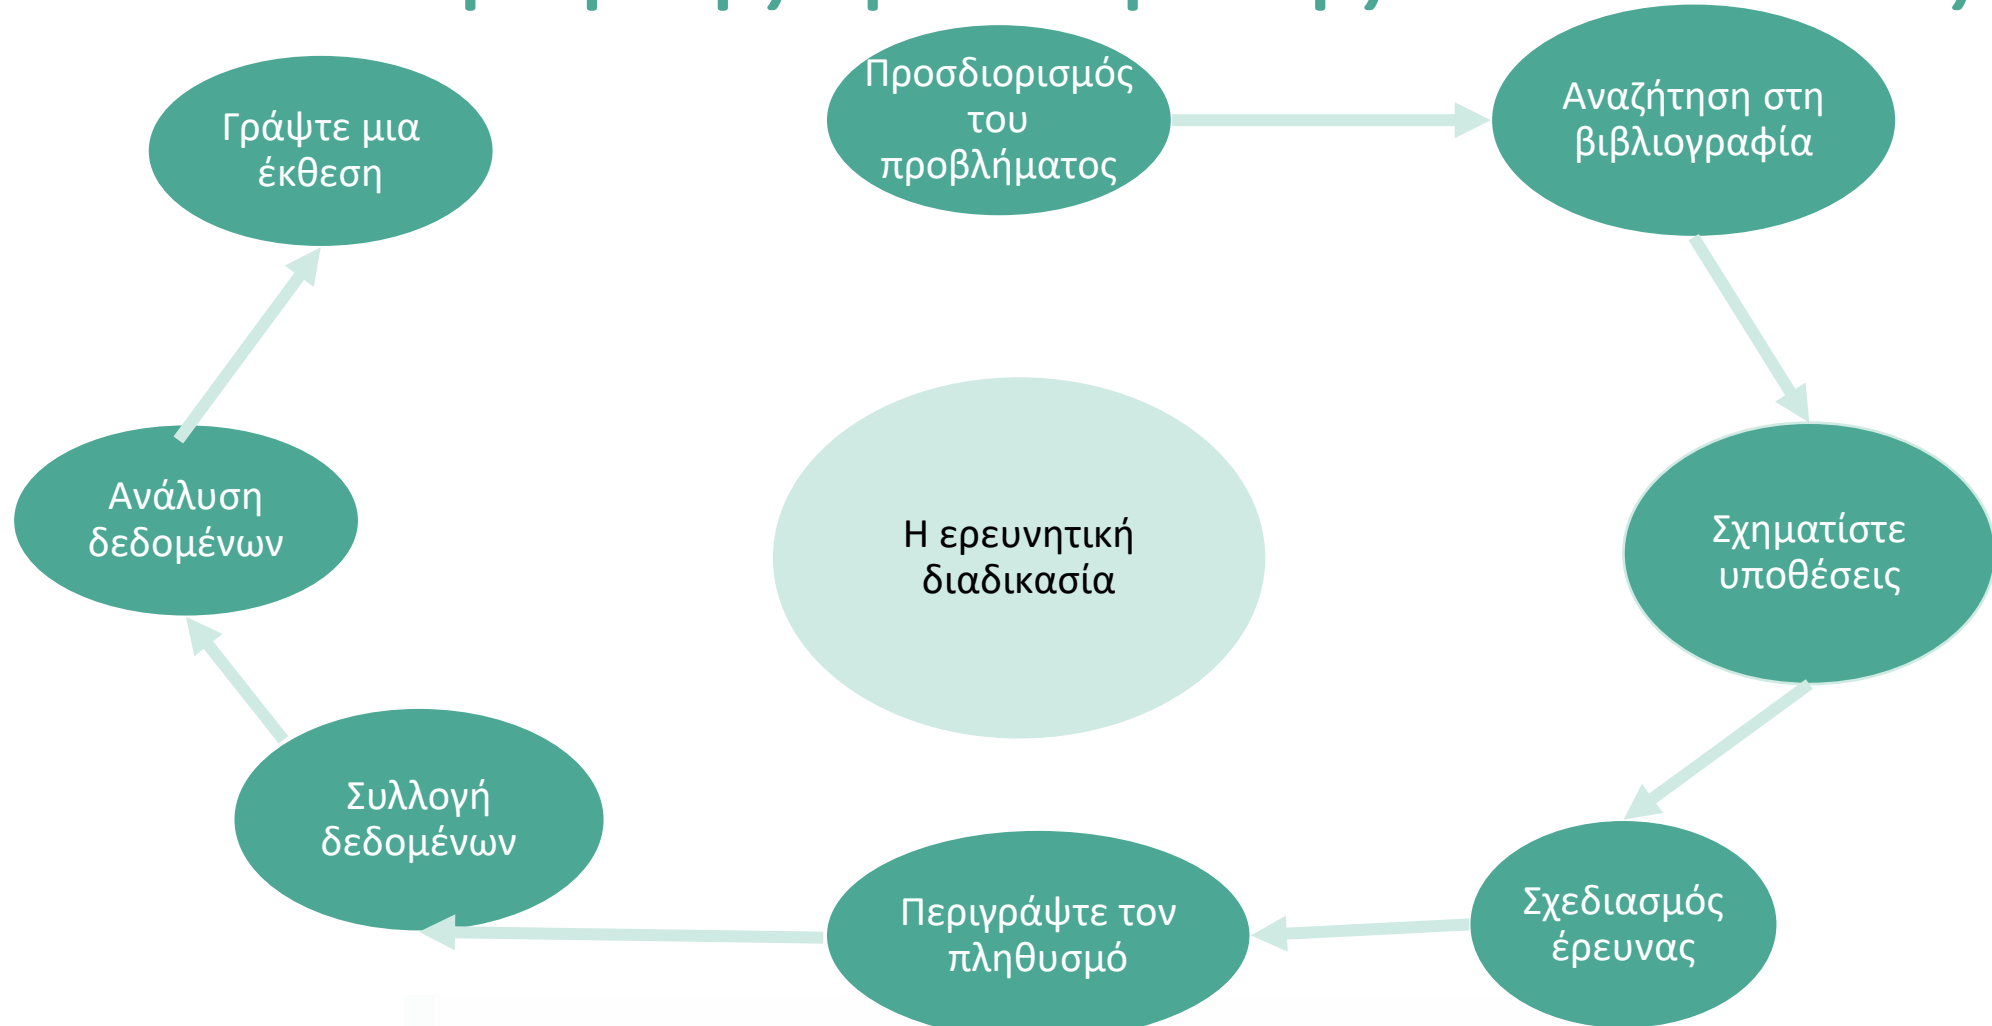 Προσδιορισμός
του
προβλήματος
Αναζήτηση στη
βιβλιογραφία
Σχηματίστε
υποθέσεις
Σχεδιασμός
έρευνας
Περιγράψτε τον
πληθυσμό
Συλλογή
δεδομένων
Ανάλυση
δεδομένων
Γράψτε μια
έκθεση
Η ερευνητική
διαδικασία